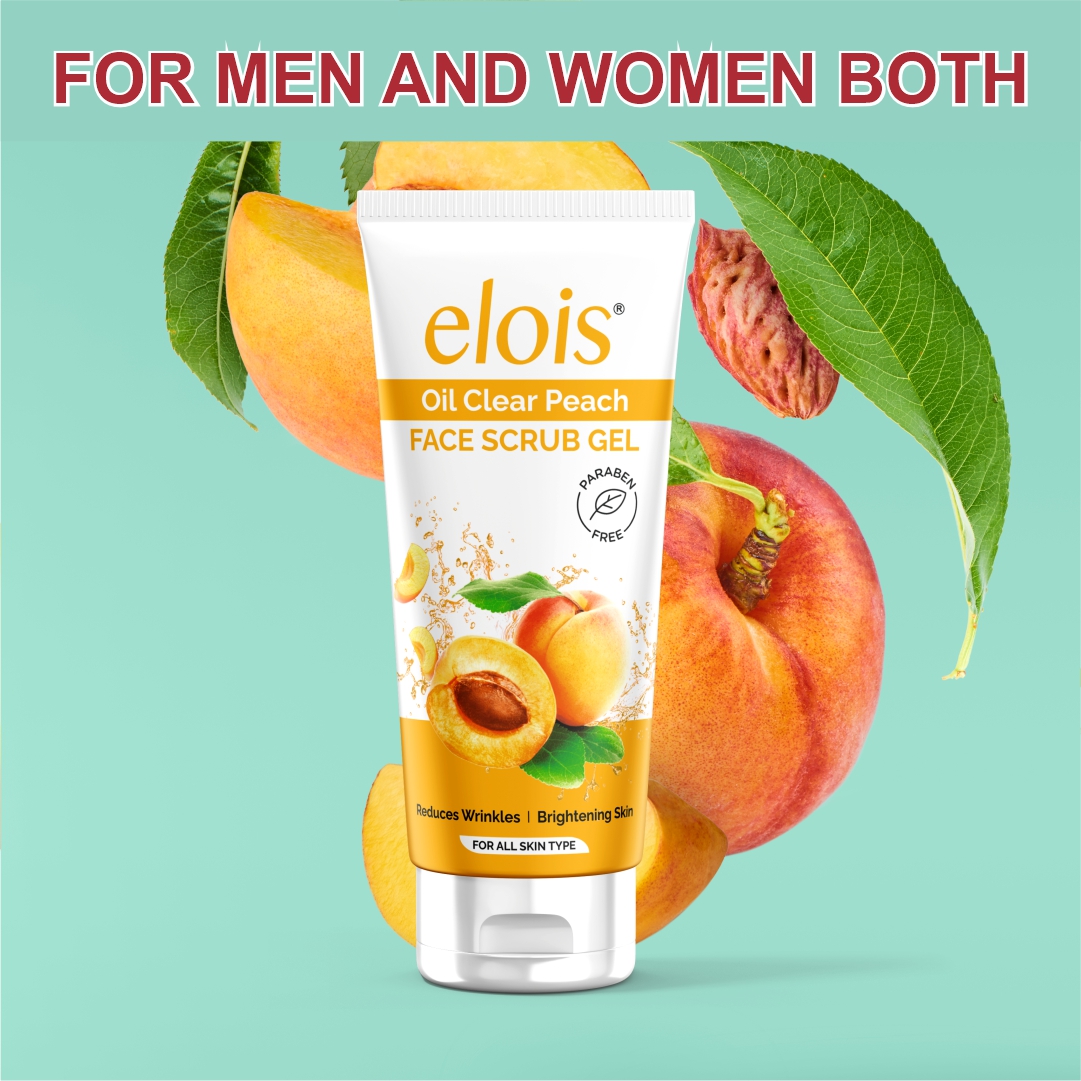 FOR MEN AND WOMEN BOTH
elois®
Oil Clear Peach
FACE SCRUB GEL
PARABEN
FREE
Reduces Wrinkles | Brightening Skin
FOR ALL SKIN TYPE